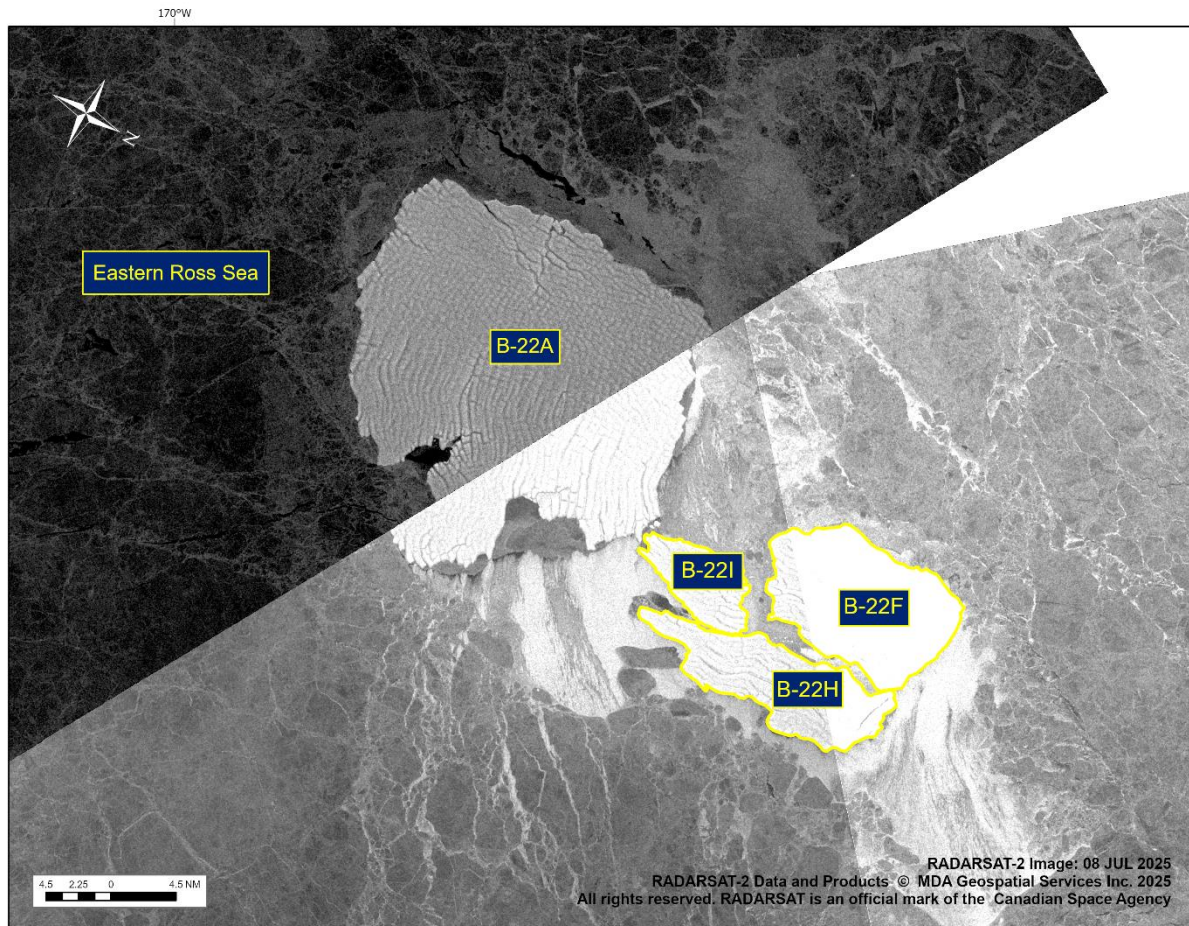 170°W
N
Eastern Ross Sea
B-22A
B-22I
B-22F
B-22H
4.5 2.25 0 4.5 NM
RADARSAT-2 Image: 08 JUL 2025
RADARSAT-2 Data and Products © MDA Geospatial Services Inc. 2025
All rights reserved. RADARSAT is an official mark of the Canadian Space Agency